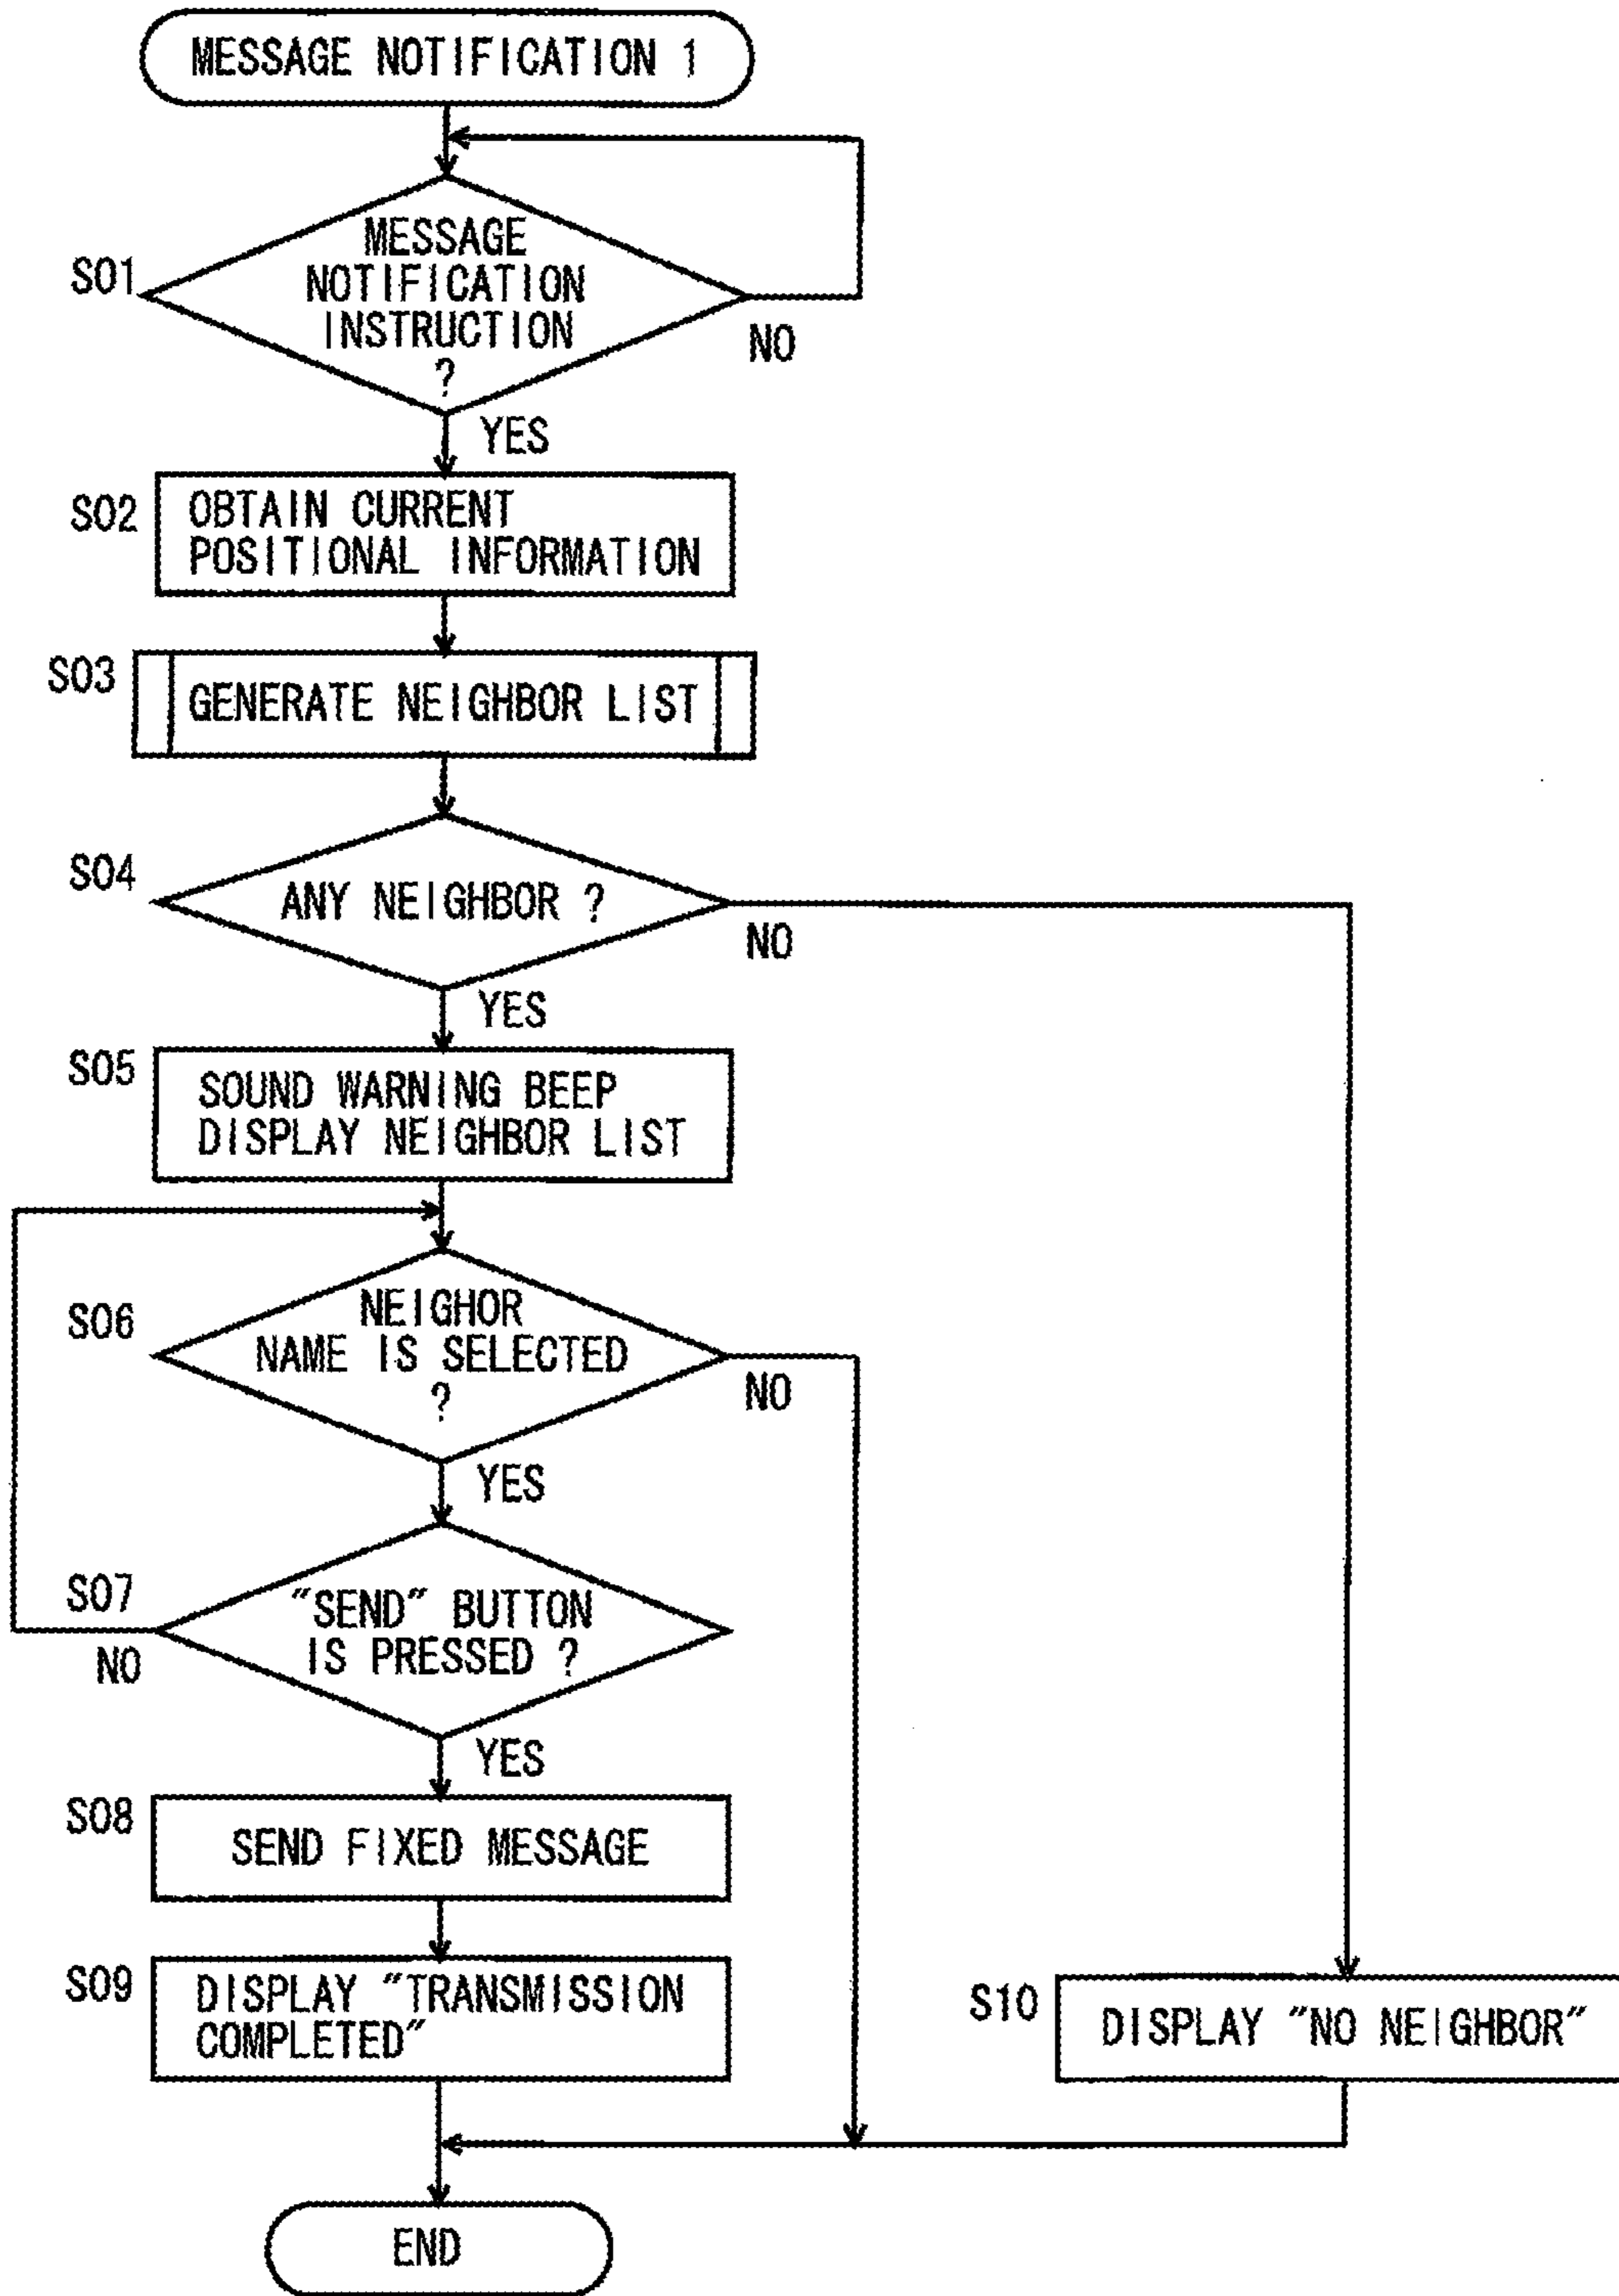 MESSAGE NOTIFICATION 1
S01
MESSAGE
NOTIFICATION
INSTRUCTION
?
NO
YES
S02
OBTAIN CURRENT
POSITIONAL INFORMATION
S03
GENERATE NEIGHBOR LIST
S04
ANY NEIGHBOR ?
NO
YES
S05
SOUND WARNING BEEP
DISPLAY NEIGHBOR LIST
S06
NEIGHOR
NAME IS SELECTED
?
NO
YES
S07
"SEND" BUTTON
IS PRESSED ?
NO
YES
S08
SEND FIXED MESSAGE
S09
DISPLAY "TRANSMISSION
COMPLETED"
S10
DISPLAY "NO NEIGHBOR"
END